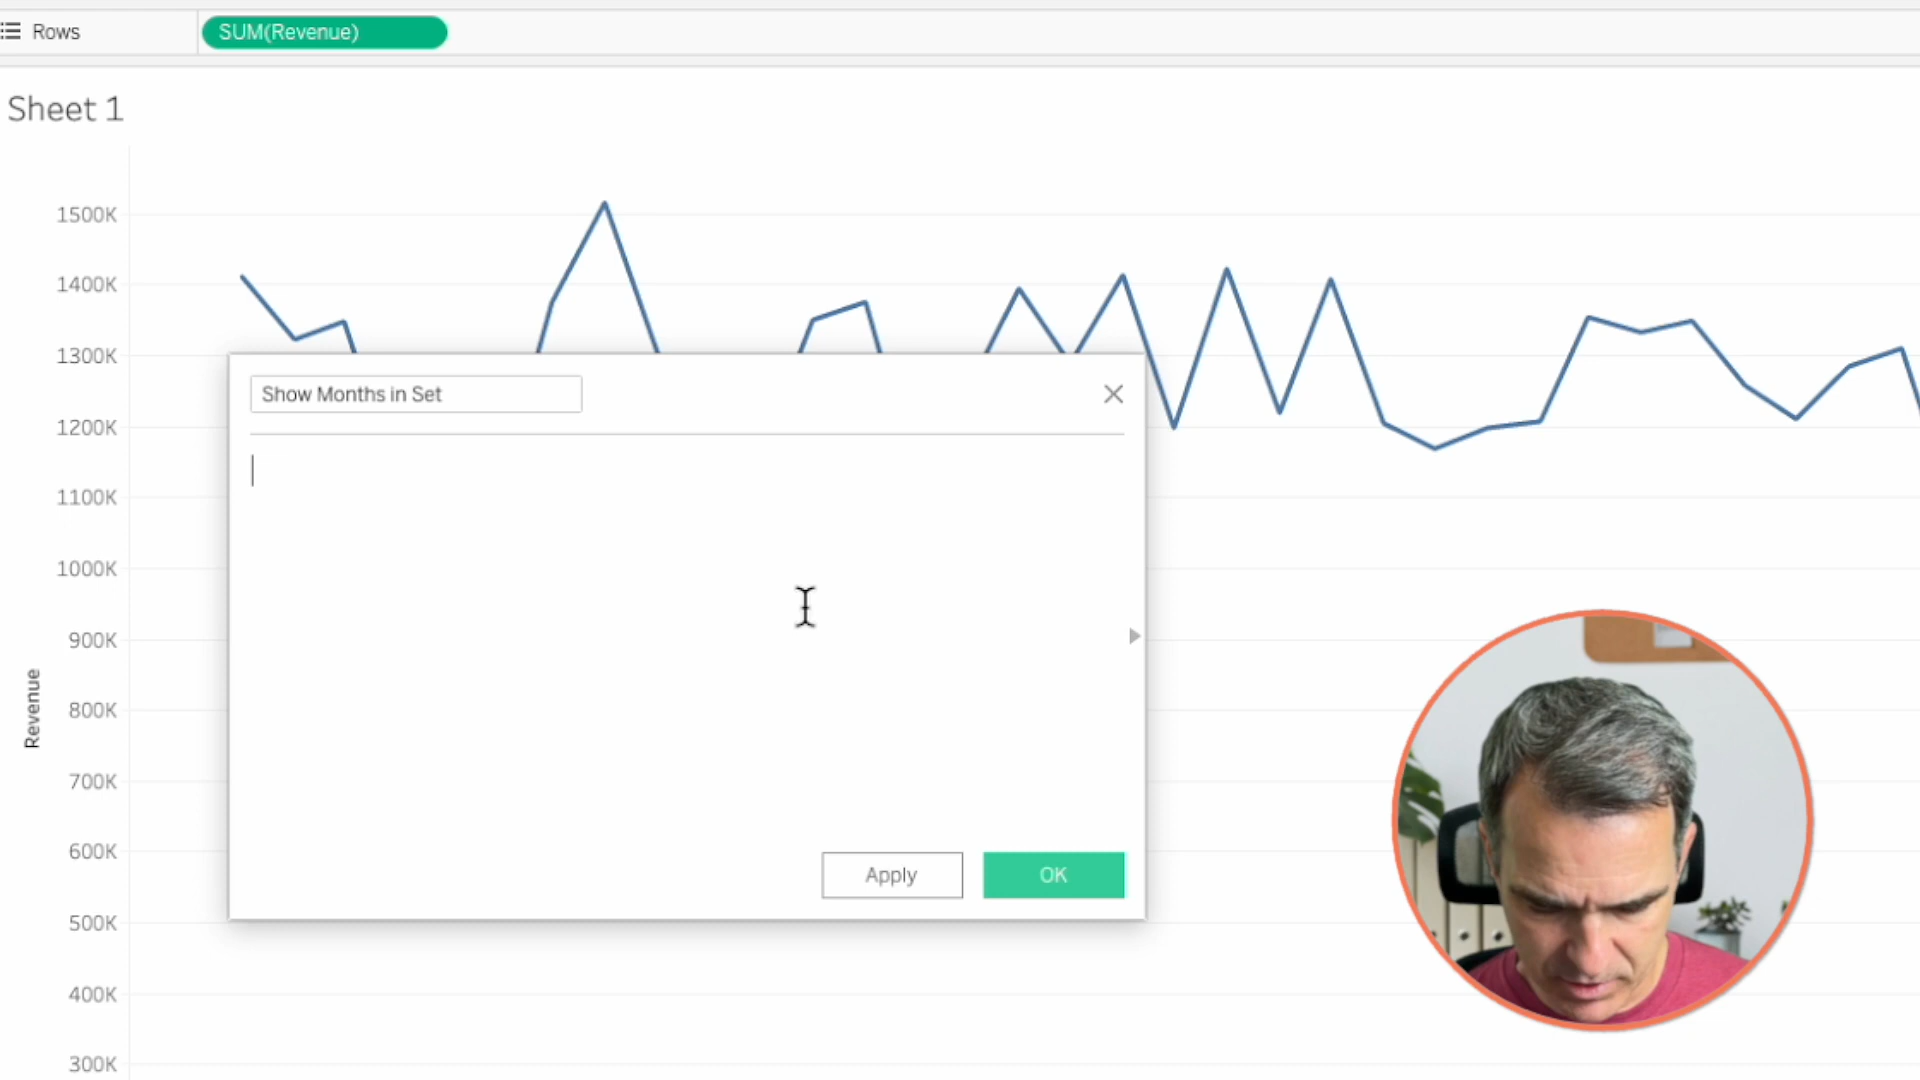 Rows
SUM(Revenue)
Sheet 1
1500K
1400K
1300K
1200K
1100K
1000K
900K
800K
700K
600K
500K
400K
300K
Revenue
Show Months in Set
Apply
OK